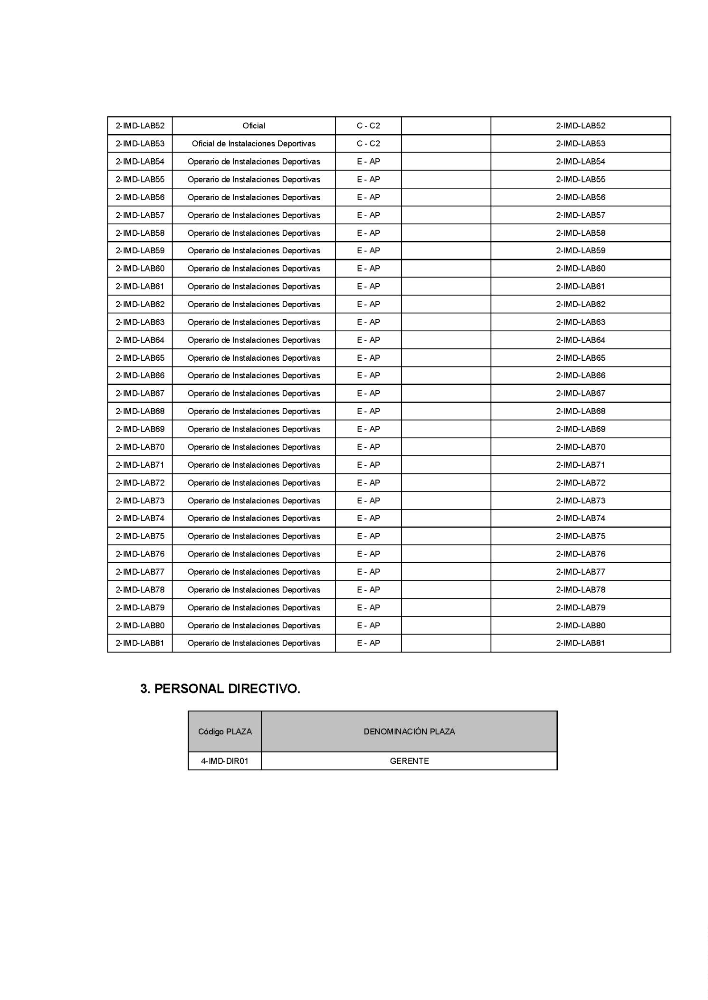 2-IMD-LAB52 Oficial C - C2 2-IMD-LAB52
2-IMD-LAB53 Oficial de Instalaciones Deportivas C - C2 2-IMD-LAB53
2-IMD-LAB54 Operario de Instalaciones Deportivas E - AP 2-IMD-LAB54
2-IMD-LAB55 Operario de Instalaciones Deportivas E - AP 2-IMD-LAB55
2-IMD-LAB56 Operario de Instalaciones Deportivas E - AP 2-IMD-LAB56
2-IMD-LAB57 Operario de Instalaciones Deportivas E - AP 2-IMD-LAB57
2-IMD-LAB58 Operario de Instalaciones Deportivas E - AP 2-IMD-LAB58
2-IMD-LAB59 Operario de Instalaciones Deportivas E - AP 2-IMD-LAB59
2-IMD-LAB60 Operario de Instalaciones Deportivas E - AP 2-IMD-LAB60
2-IMD-LAB61 Operario de Instalaciones Deportivas E - AP 2-IMD-LAB61
2-IMD-LAB62 Operario de Instalaciones Deportivas E - AP 2-IMD-LAB62
2-IMD-LAB63 Operario de Instalaciones Deportivas E - AP 2-IMD-LAB63
2-IMD-LAB64 Operario de Instalaciones Deportivas E - AP 2-IMD-LAB64
2-IMD-LAB65 Operario de Instalaciones Deportivas E - AP 2-IMD-LAB65
2-IMD-LAB66 Operario de Instalaciones Deportivas E - AP 2-IMD-LAB66
2-IMD-LAB67 Operario de Instalaciones Deportivas E - AP 2-IMD-LAB67
2-IMD-LAB68 Operario de Instalaciones Deportivas E - AP 2-IMD-LAB68
2-IMD-LAB69 Operario de Instalaciones Deportivas E - AP 2-IMD-LAB69
2-IMD-LAB70 Operario de Instalaciones Deportivas E - AP 2-IMD-LAB70
2-IMD-LAB71 Operario de Instalaciones Deportivas E - AP 2-IMD-LAB71
2-IMD-LAB72 Operario de Instalaciones Deportivas E - AP 2-IMD-LAB72
2-IMD-LAB73 Operario de Instalaciones Deportivas E - AP 2-IMD-LAB73
2-IMD-LAB74 Operario de Instalaciones Deportivas E - AP 2-IMD-LAB74
2-IMD-LAB75 Operario de Instalaciones Deportivas E - AP 2-IMD-LAB75
2-IMD-LAB76 Operario de Instalaciones Deportivas E - AP 2-IMD-LAB76
2-IMD-LAB77 Operario de Instalaciones Deportivas E - AP 2-IMD-LAB77
2-IMD-LAB78 Operario de Instalaciones Deportivas E - AP 2-IMD-LAB78
2-IMD-LAB79 Operario de Instalaciones Deportivas E - AP 2-IMD-LAB79
2-IMD-LAB80 Operario de Instalaciones Deportivas E - AP 2-IMD-LAB80
2-IMD-LAB81 Operario de Instalaciones Deportivas E - AP 2-IMD-LAB81
3. PERSONAL DIRECTIVO.
Código PLAZA DENOMINACIÓN PLAZA
4-IMD-DIR01 GERENTE